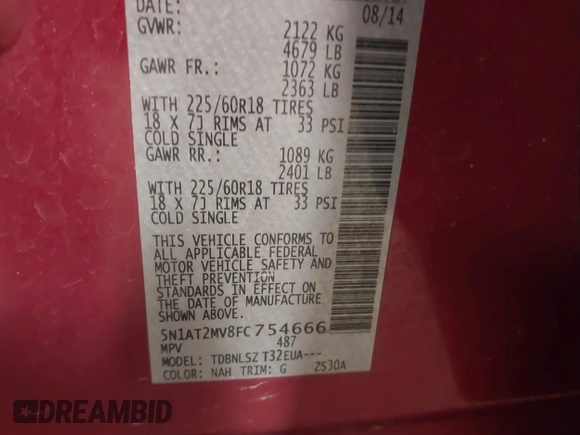 DATE: 08/14
GVWR: 2122 KG
4679 LB
GAWR FR.: 1072 KG
2363 LB
WITH 225/60R18 TIRES
18 X 7J RIMS AT 33 PSI
COLD SINGLE
GAWR RR.: 1089 KG
2401 LB
WITH 225/60R18 TIRES
18 X 7J RIMS AT 33 PSI
COLD SINGLE
THIS VEHICLE CONFORMS TO
ALL APPLICABLE FEDERAL
MOTOR VEHICLE SAFETY AND
THEFT PREVENTION
STANDARDS IN EFFECT ON
THE DATE OF MANUFACTURE
SHOWN ABOVE.
5N1AT2MV8FC754666
MPV 487
MODEL: TDBNLSZ T32EUA---
COLOR: NAH TRIM: G ZS30A
DREAMBID